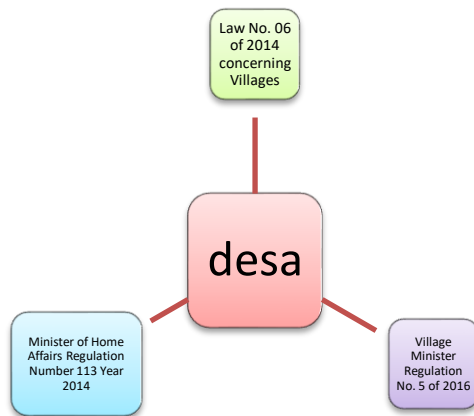 Law No. 06
of 2014
concerning
Villages
desa
Minister of Home
Affairs Regulation
Number 113 Year
2014
Village
Minister
Regulation
No. 5 of 2016